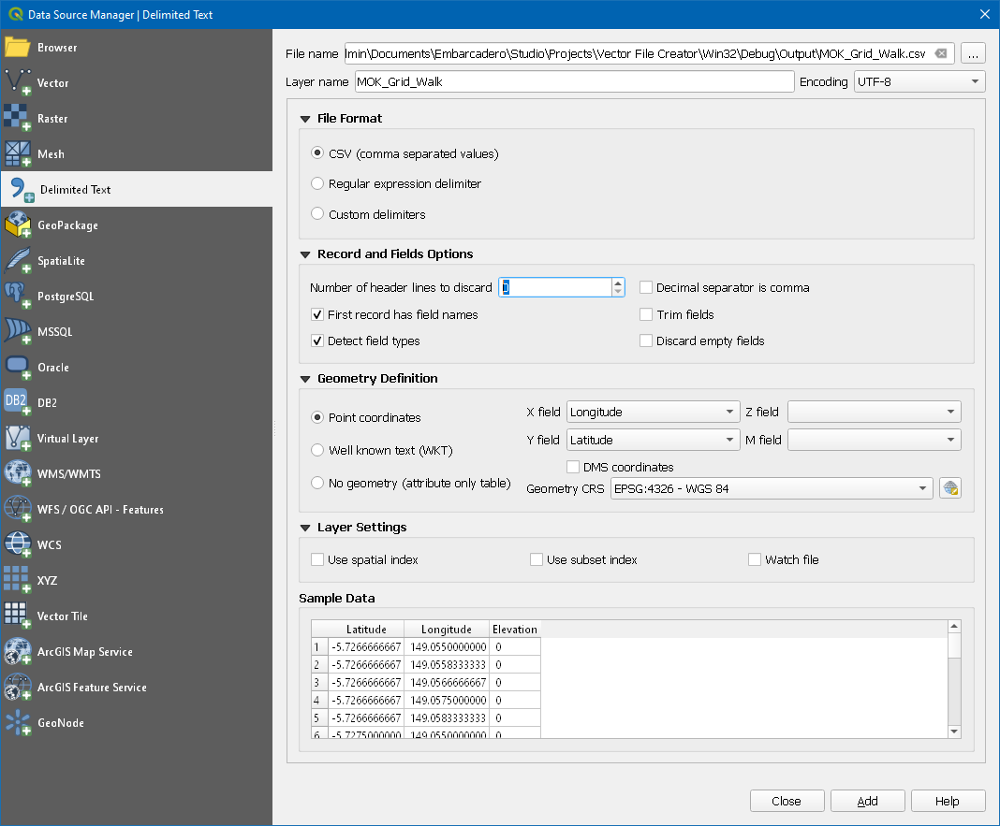 Data Source Manager | Delimited Text
Browser
Vector
Raster
Mesh
Delimited Text
GeoPackage
SpatiaLite
PostgreSQL
MSSQL
Oracle
DB2 DB2
Virtual Layer
WMS/WMTS
WFS / OGC API - Features
WCS
XYZ
Vector Tile
ArcGIS Map Service
ArcGIS Feature Service
GeoNode
File name lmin\Documents\Embarcadero\Studio\Projects\Vector File Creator\Win32\Debug\Output\MOK_Grid_Walk.csv ...
Layer name MOK_Grid_Walk Encoding UTF-8
File Format
CSV (comma separated values)
Regular expression delimiter
Custom delimiters
Record and Fields Options
Number of header lines to discard 0 Decimal separator is comma
First record has field names Trim fields
Detect field types Discard empty fields
Geometry Definition
Point coordinates X field Longitude Z field
Well known text (WKT) Y field Latitude M field
DMS coordinates
No geometry (attribute only table) Geometry CRS EPSG:4326 - WGS 84
Layer Settings
Use spatial index Use subset index Watch file
Sample Data
Latitude Longitude Elevation
1 -5.7266666667 149.0550000000 0
2 -5.7266666667 149.0558333333 0
3 -5.7266666667 149.0566666667 0
4 -5.7266666667 149.0575000000 0
5 -5.7266666667 149.0583333333 0
6 -5.7275000000 149.0550000000 0
Close Add Help